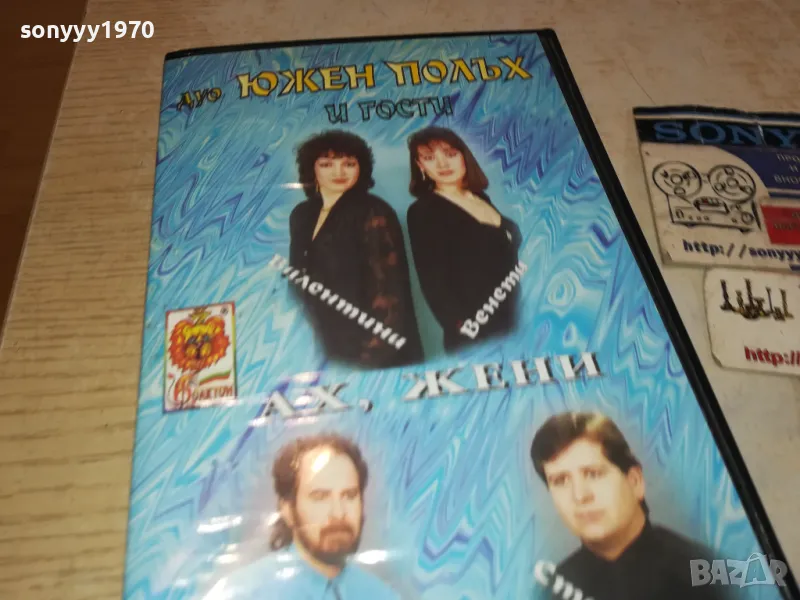 sonyyy1970
дуо ЮЖЕН ПОЛЪХ
И ГОСТИ
SONY
http://sonyyy
Валентина
Венета
http://
АХ, ЖЕНИ
BAZAR